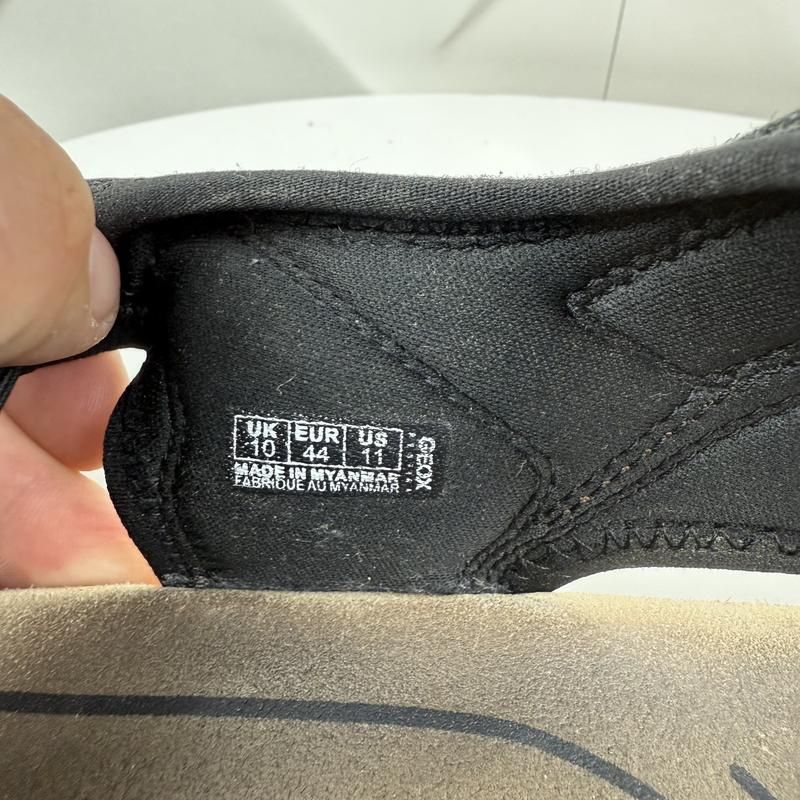 UK EUR US
10 44 11
MADE IN MYANMAR
FABRIQUE AU MYANMAR
GEOX